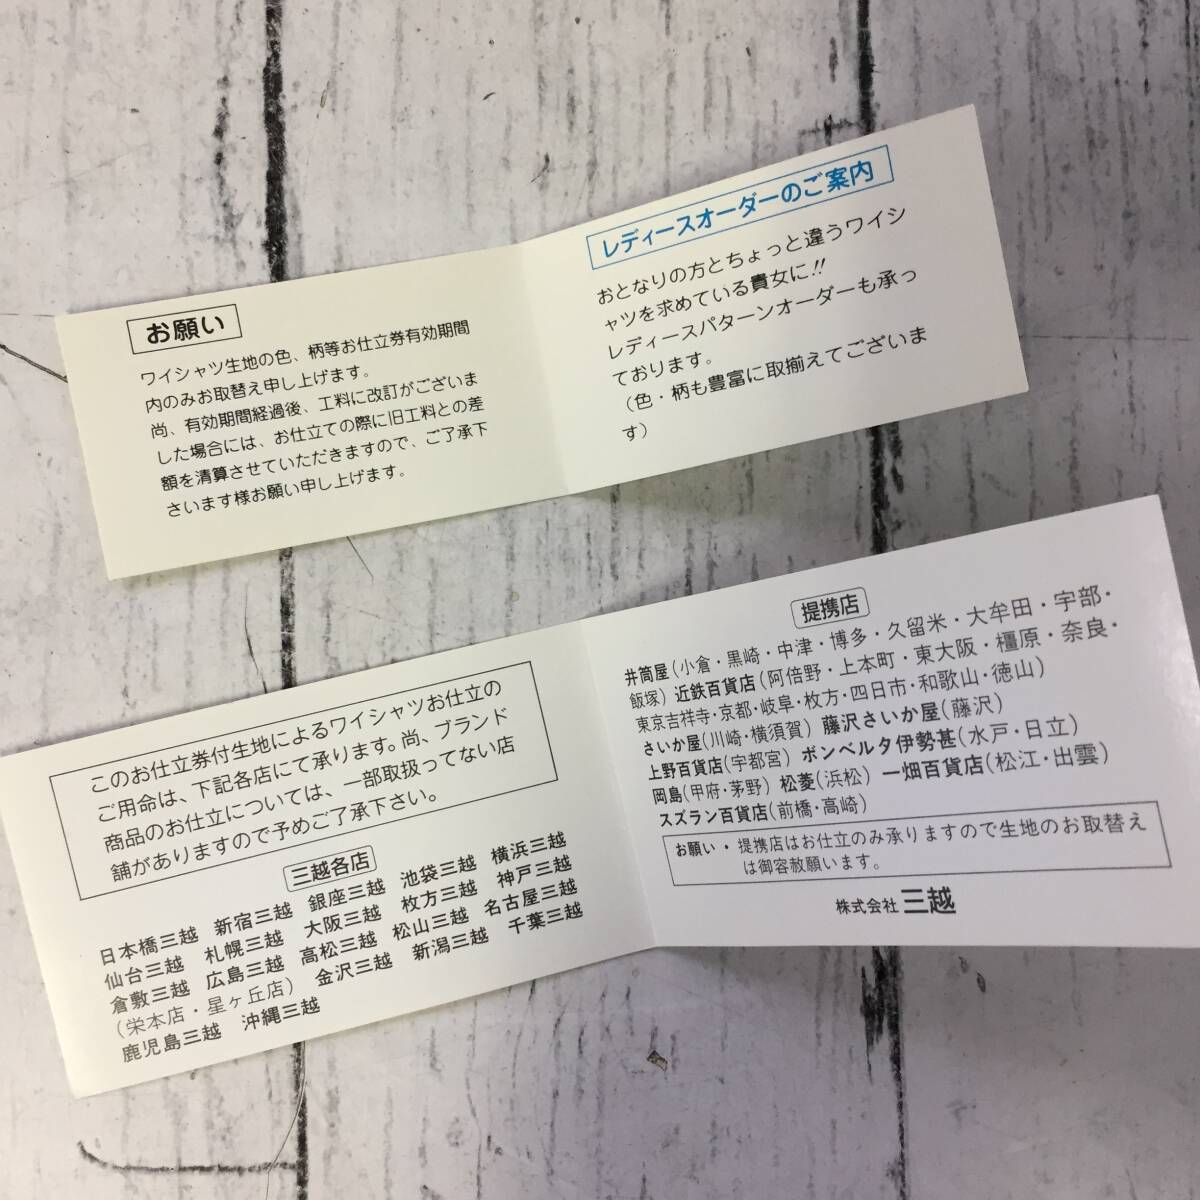 お願い
ワイシャツ生地の色、柄等お仕立券有効期間
内のみお取替え申し上げます。
尚、有効期間経過後、工料に改訂がございま
した場合には、お仕立ての際に旧工料との差
額を清算させていただきますので、ご了承下
さいます様お願い申し上げます。
レディースオーダーのご案内
おとなりの方とちょっと違うワイシ
ャツを求めている貴女に!!
レディースパターンオーダーも承っ
ております。
(色・柄も豊富に取揃えてございま
す)
このお仕立券付生地によるワイシャツお仕立の
ご用命は、下記各店にて承ります。尚、ブランド
商品のお仕立については、一部取扱ってない店
舗がありますので予めご了承下さい。
三越各店
日本橋三越 新宿三越 銀座三越 池袋三越 横浜三越
仙台三越 札幌三越 大阪三越 枚方三越 神戸三越
倉敷三越 広島三越 高松三越 松山三越 名古屋三越
(栄本店・星ヶ丘店) 金沢三越 新潟三越 千葉三越
鹿児島三越 沖縄三越
提携店
井筒屋(小倉・黒崎・中津・博多・久留米・大牟田・宇部・
飯塚) 近鉄百貨店(阿倍野・上本町・東大阪・橿原・奈良・
東京吉祥寺・京都・岐阜・枚方・四日市・和歌山・徳山)
さいか屋(川崎・横須賀) 藤沢さいか屋(藤沢)
上野百貨店(宇都宮) ボンベルタ伊勢甚(水戸・日立)
岡島(甲府・茅野) 松菱(浜松) 一畑百貨店(松江・出雲)
スズラン百貨店(前橋・高崎)
お願い・提携店はお仕立のみ承りますので生地のお取替え
は御容赦願います。
株式会社 三越